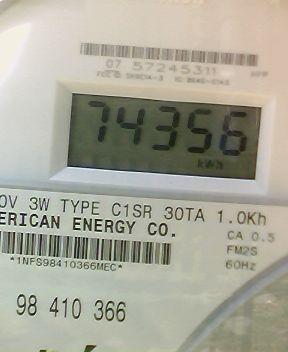 07 57245311
74356
kWh
0V 3W TYPE C1SR 30TA 1.0Kh
ERICAN ENERGY CO.
CA 0.5
FM2S
60Hz
*1NFS98410366MEC*
98 410 366